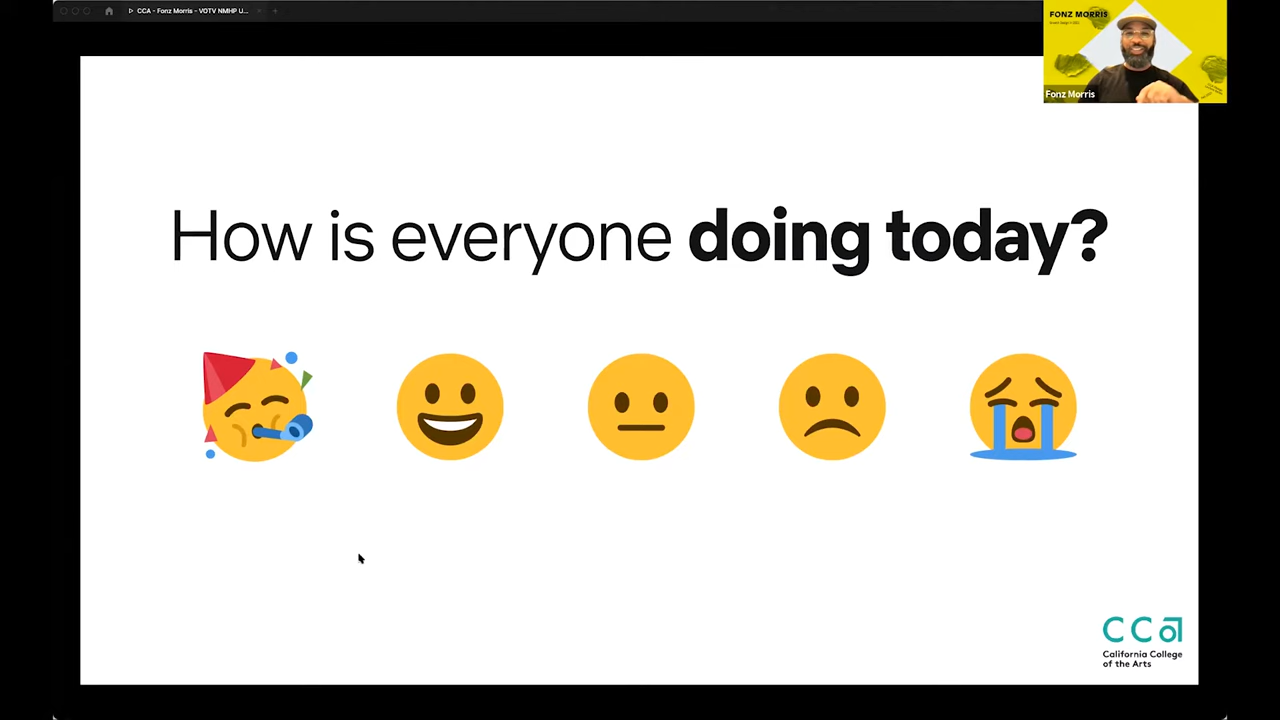 CCA - Fonz Morris - VOTV NMHP U...
FONZ MORRIS
Fonz Morris
How is everyone doing today?
CCa
California College
of the Arts